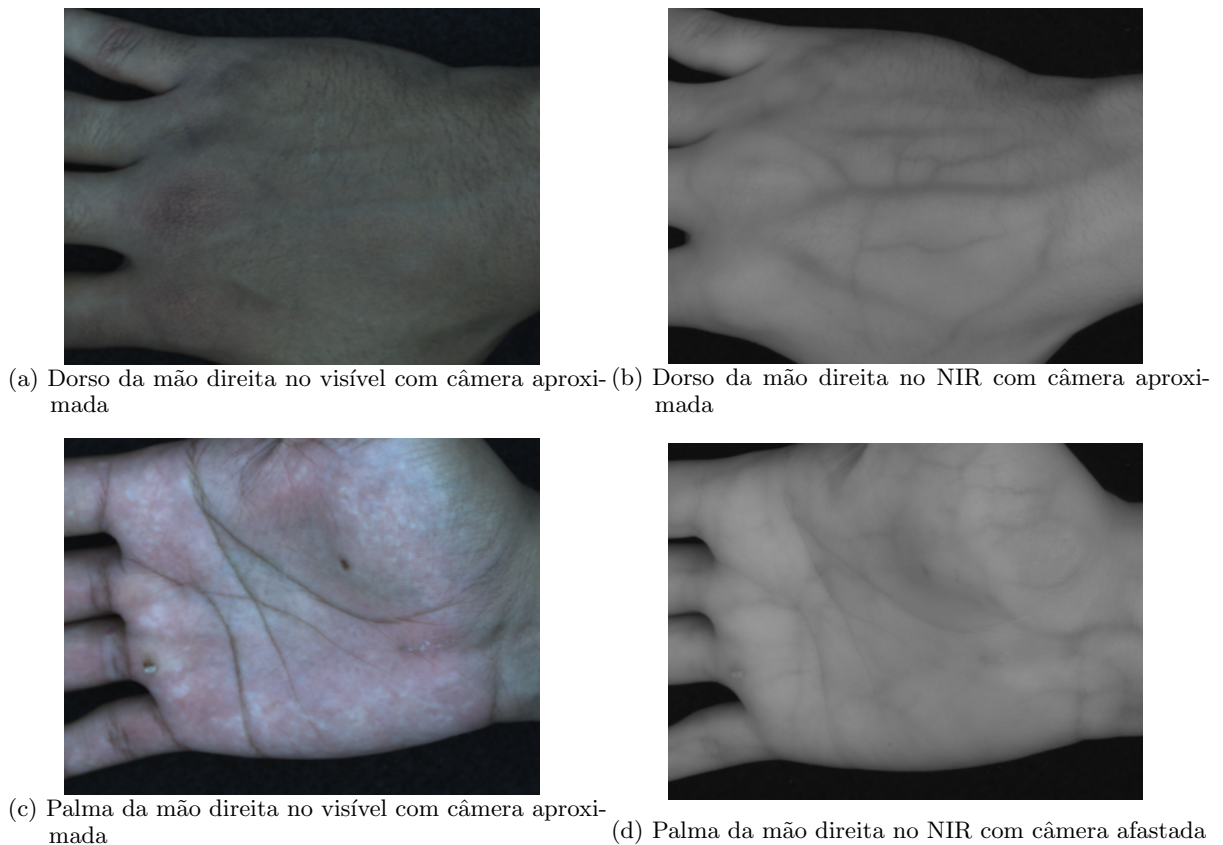 (a) Dorso da mão direita no visível com câmera aproxi-
mada
(b) Dorso da mão direita no NIR com câmera aproxi-
mada
(c) Palma da mão direita no visível com câmera aproxi-
mada
(d) Palma da mão direita no NIR com câmera afastada